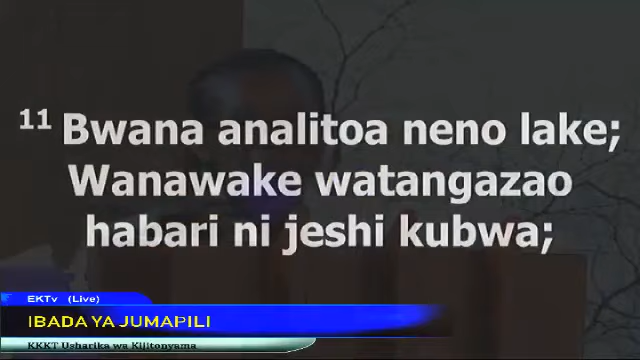 11 Bwana analitoa neno lake;
Wanawake watangazao
habari ni jeshi kubwa;
EKTv (Live)
IBADA YA JUMAPILI
KKKT Usharika wa Kijitonyama